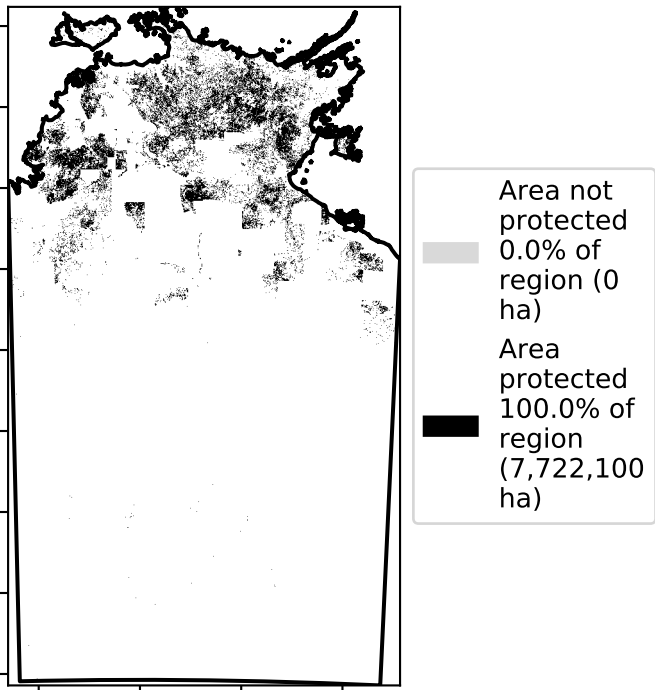 Area not
protected
0.0% of
region (0
ha)
Area
protected
100.0% of
region
(7,722,100
ha)